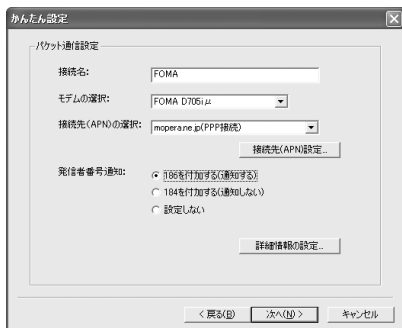 かんたん設定
パケット通信設定
接続名: FOMA
モデムの選択: FOMA D705iμ
接続先(APN)の選択: mopera.ne.jp(PPP接続)
接続先(APN)設定...
発信者番号通知: 186を付加する(通知する)
184を付加する(通知しない)
設定しない
詳細情報の設定...
< 戻る(B) 次へ(N) > キャンセル